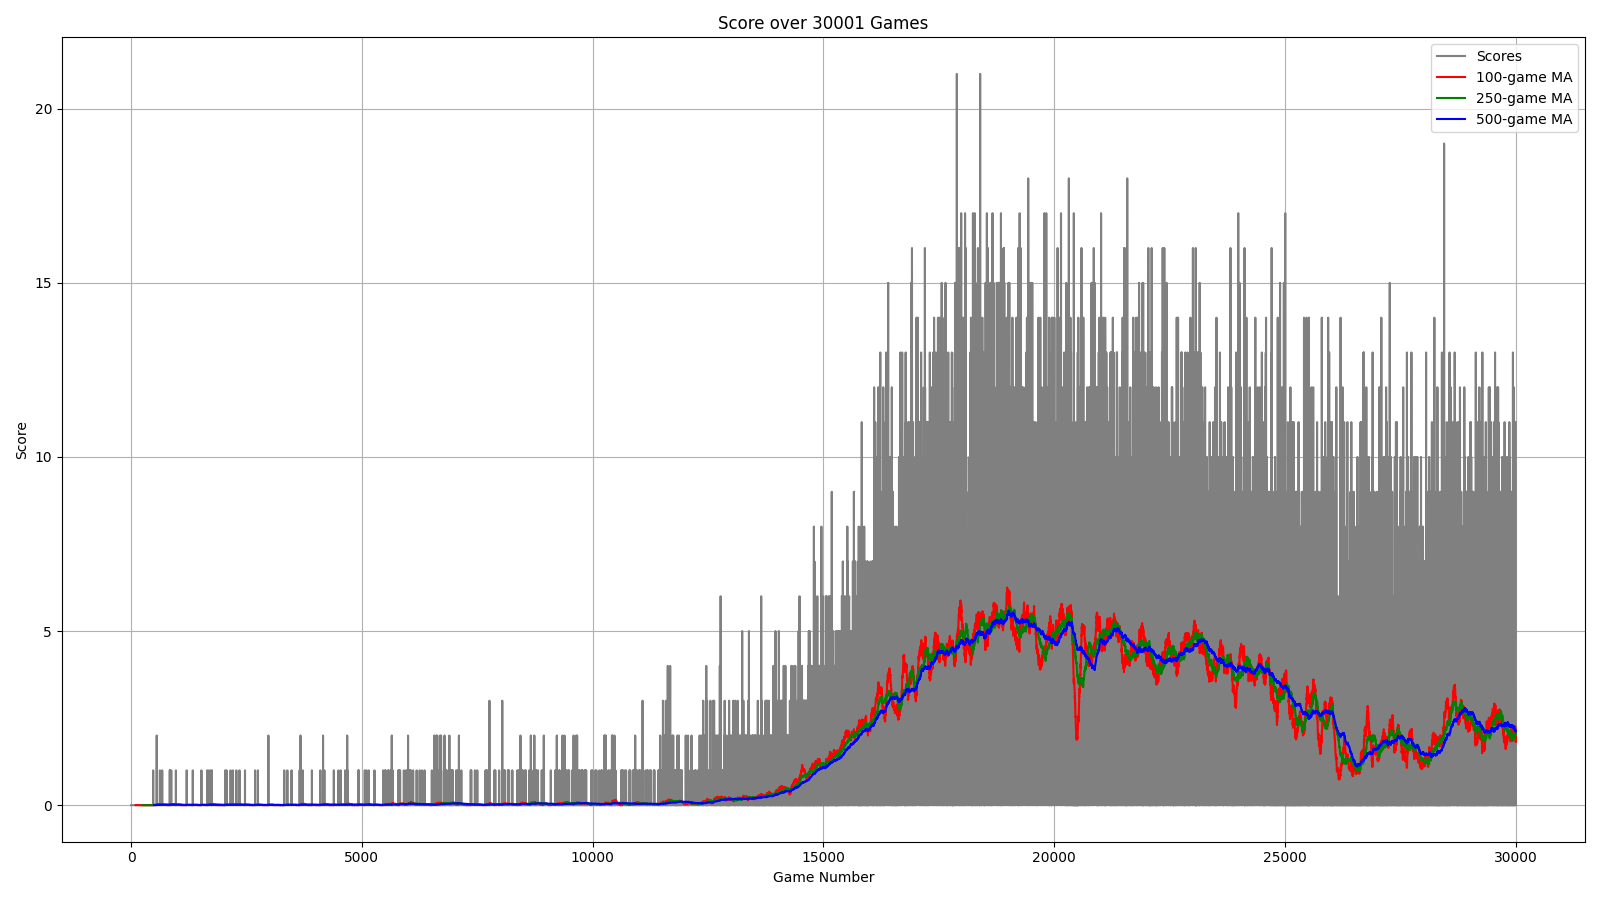 Score over 30001 Games
Scores
100-game MA
250-game MA
500-game MA
20
15
10
5
0
Score
0 5000 10000 15000 20000 25000 30000
Game Number